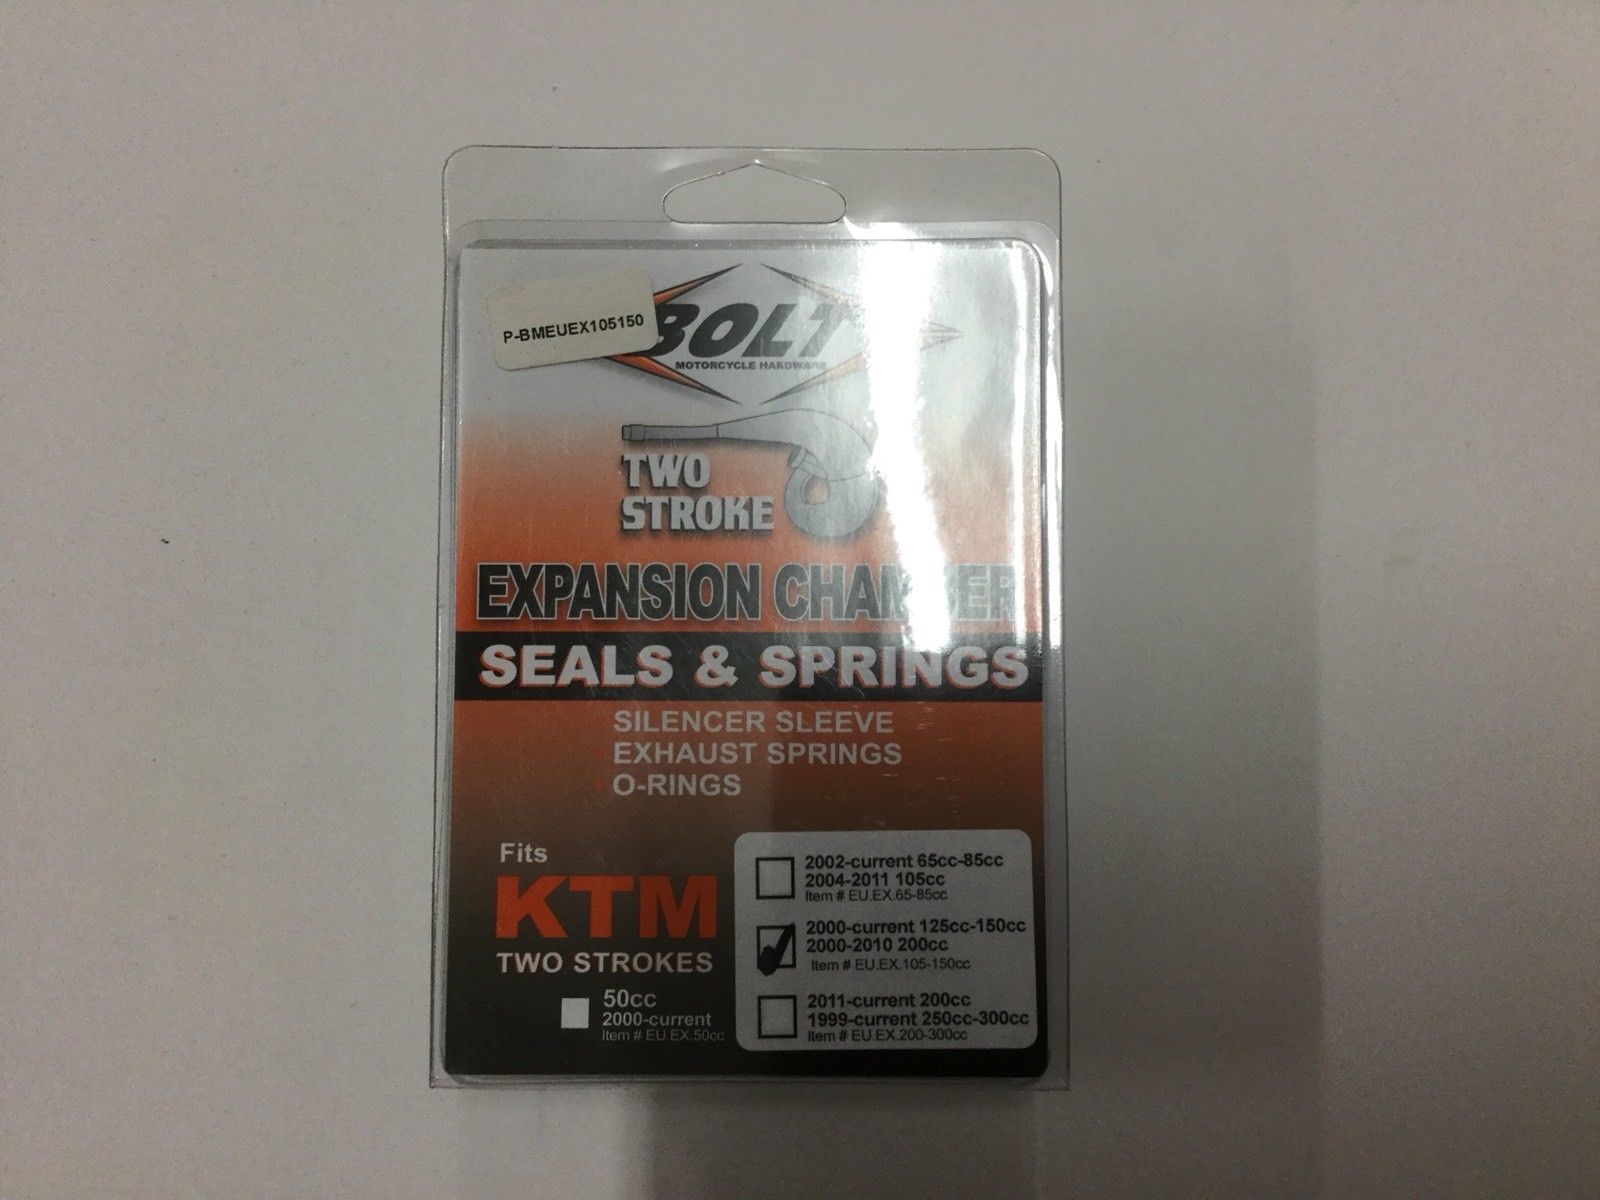 P-BMEUEX105150
BOLT
MOTORCYCLE HARDWARE
TWO
STROKE
EXPANSION CHAMBER
SEALS & SPRINGS
SILENCER SLEEVE
EXHAUST SPRINGS
O-RINGS
Fits
KTM
TWO STROKES
50cc
2000-current
Item # EU.EX.50cc
2002-current 65cc-85cc
2004-2011 105cc
Item # EU.EX.65-85cc
2000-current 125cc-150cc
2000-2010 200cc
Item # EU.EX.105-150cc
2011-current 200cc
1999-current 250cc-300cc
Item # EU.EX.200-300cc